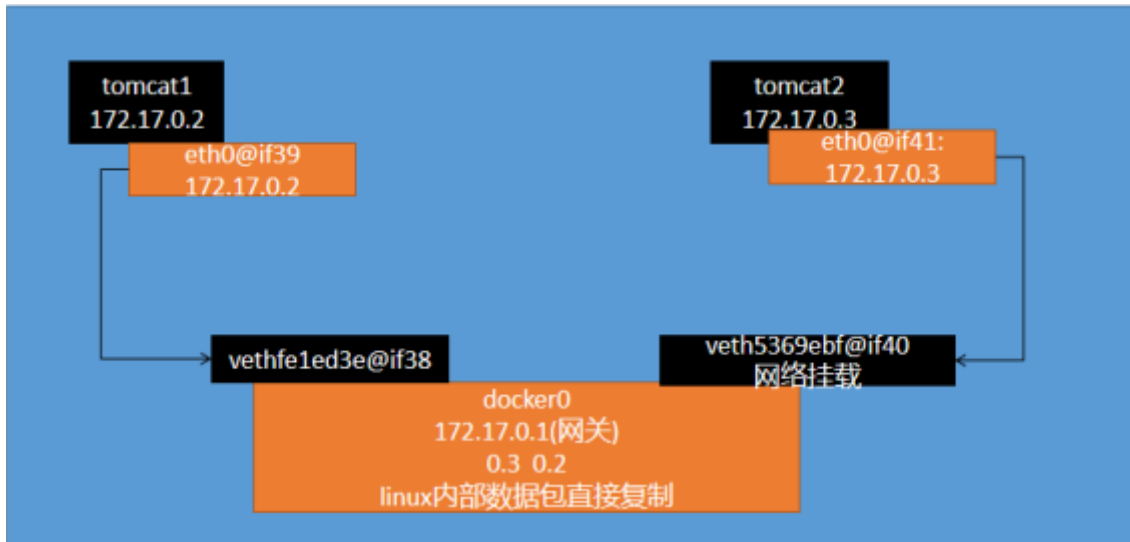 tomcat1
172.17.0.2
eth0@if39
172.17.0.2
tomcat2
172.17.0.3
eth0@if41:
172.17.0.3
vethfe1ed3e@if38
veth5369ebf@if40
网络挂载
docker0
172.17.0.1(网关)
0.3 0.2
linux内部数据包直接复制